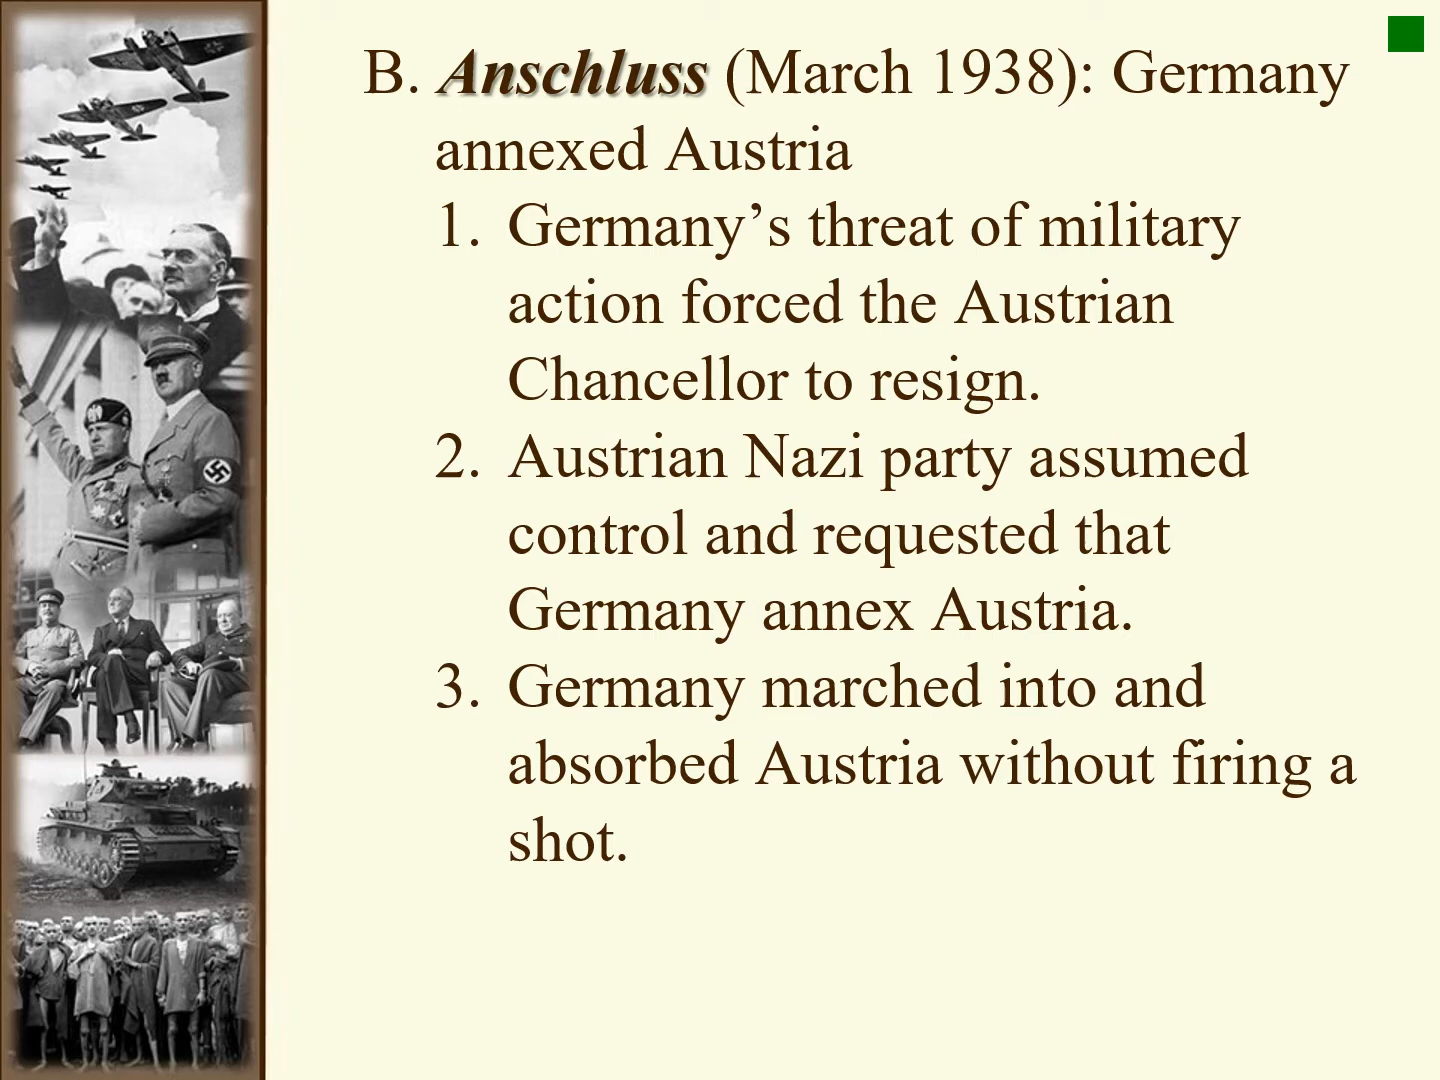 B. Anschluss (March 1938): Germany
annexed Austria
1. Germany’s threat of military
action forced the Austrian
Chancellor to resign.
2. Austrian Nazi party assumed
control and requested that
Germany annex Austria.
3. Germany marched into and
absorbed Austria without firing a
shot.